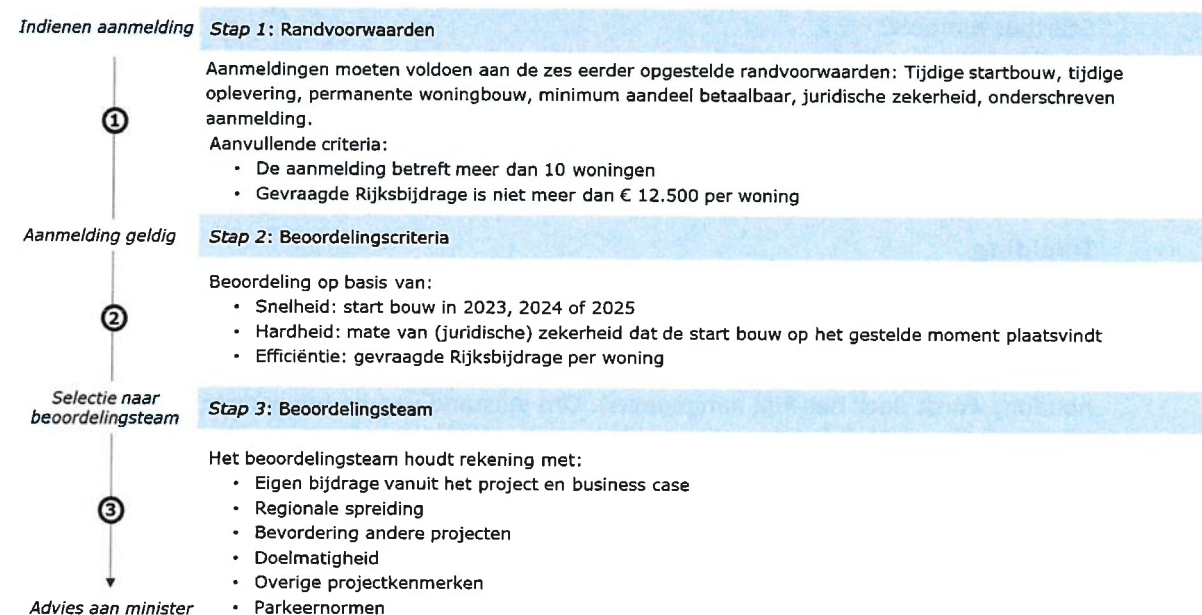 Indienen aanmelding
Stap 1: Randvoorwaarden
Aanmeldingen moeten voldoen aan de zes eerder opgestelde randvoorwaarden: Tijdige startbouw, tijdige
oplevering, permanente woningbouw, minimum aandeel betaalbaar, juridische zekerheid, onderschreven
aanmelding.
Aanvullende criteria:
• De aanmelding betreft meer dan 10 woningen
• Gevraagde Rijksbijdrage is niet meer dan € 12.500 per woning
1
Aanmelding geldig
Stap 2: Beoordelingscriteria
Beoordeling op basis van:
• Snelheid: start bouw in 2023, 2024 of 2025
• Hardheid: mate van (juridische) zekerheid dat de start bouw op het gestelde moment plaatsvindt
• Efficiëntie: gevraagde Rijksbijdrage per woning
2
Selectie naar
beoordelingsteam
Stap 3: Beoordelingsteam
Het beoordelingsteam houdt rekening met:
• Eigen bijdrage vanuit het project en business case
• Regionale spreiding
• Bevordering andere projecten
• Doelmatigheid
• Overige projectkenmerken
• Parkeernormen
3
Advies aan minister